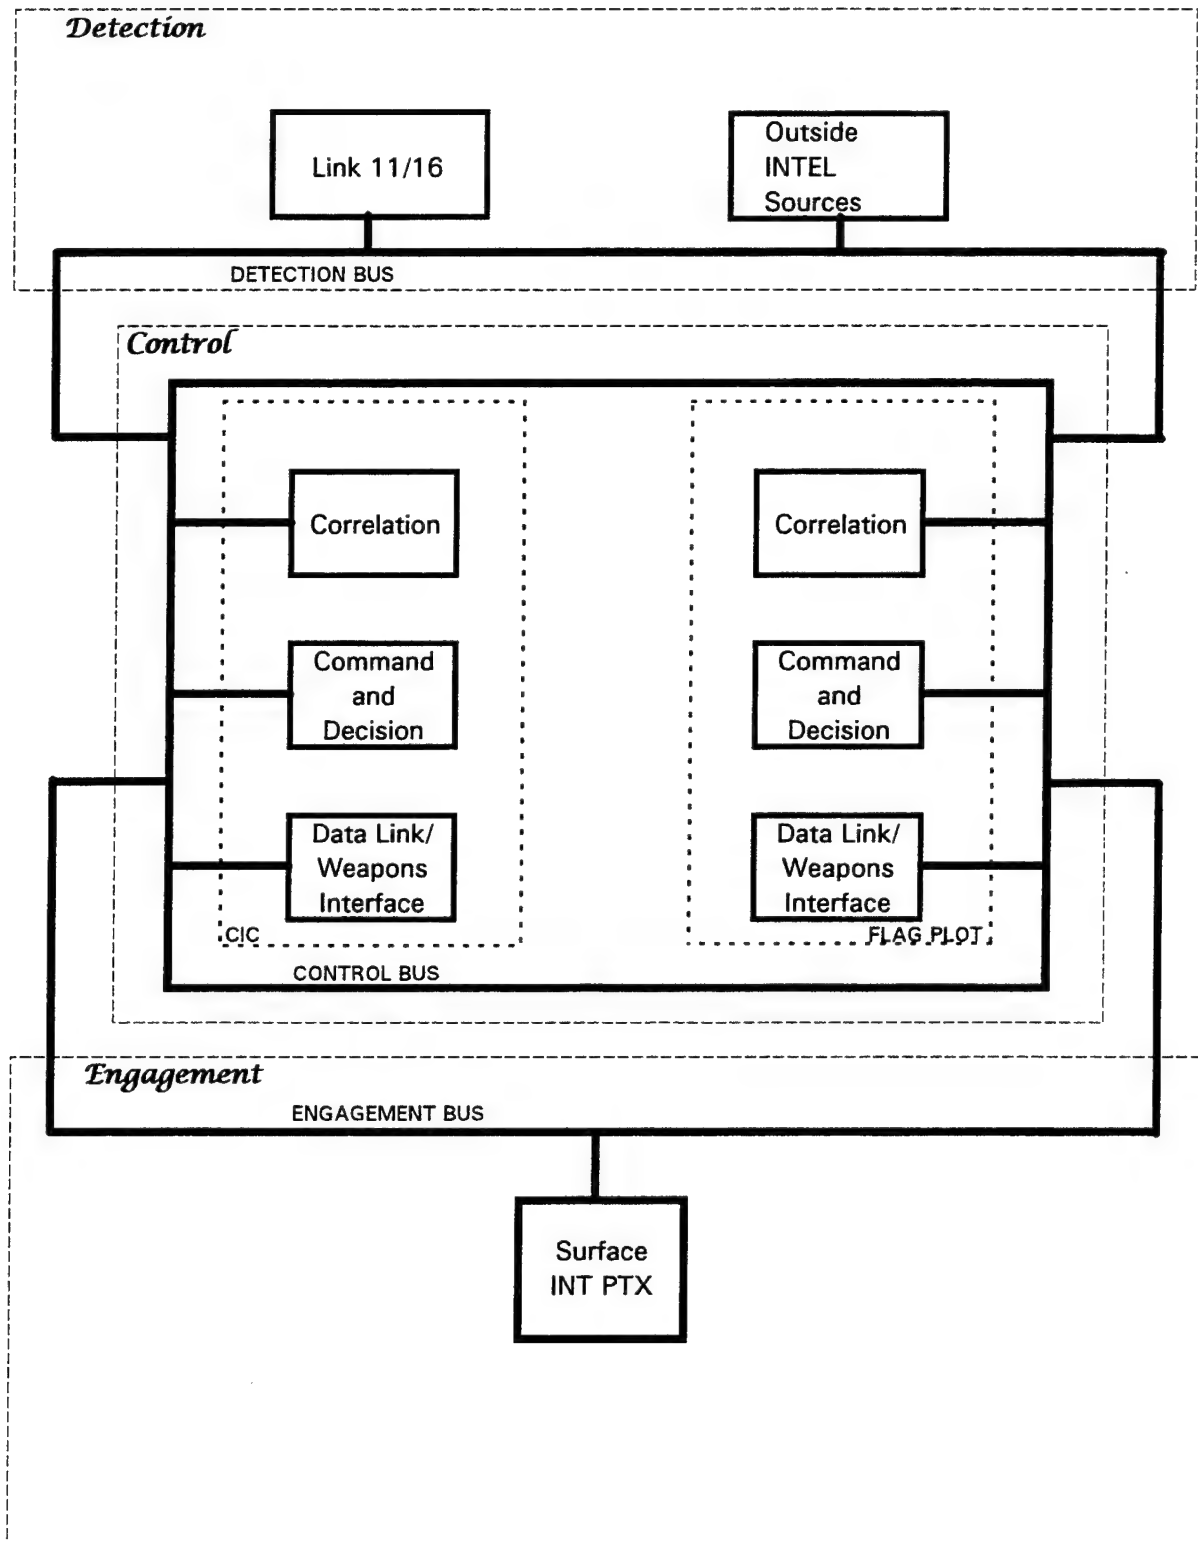 Detection
Link 11/16
Outside
INTEL
Sources
DETECTION BUS
Control
Correlation
Correlation
Command
and
Decision
Command
and
Decision
Data Link/
Weapons
Interface
Data Link/
Weapons
Interface
CIC
FLAG PLOT
CONTROL BUS
Engagement
ENGAGEMENT BUS
Surface
INT PTX